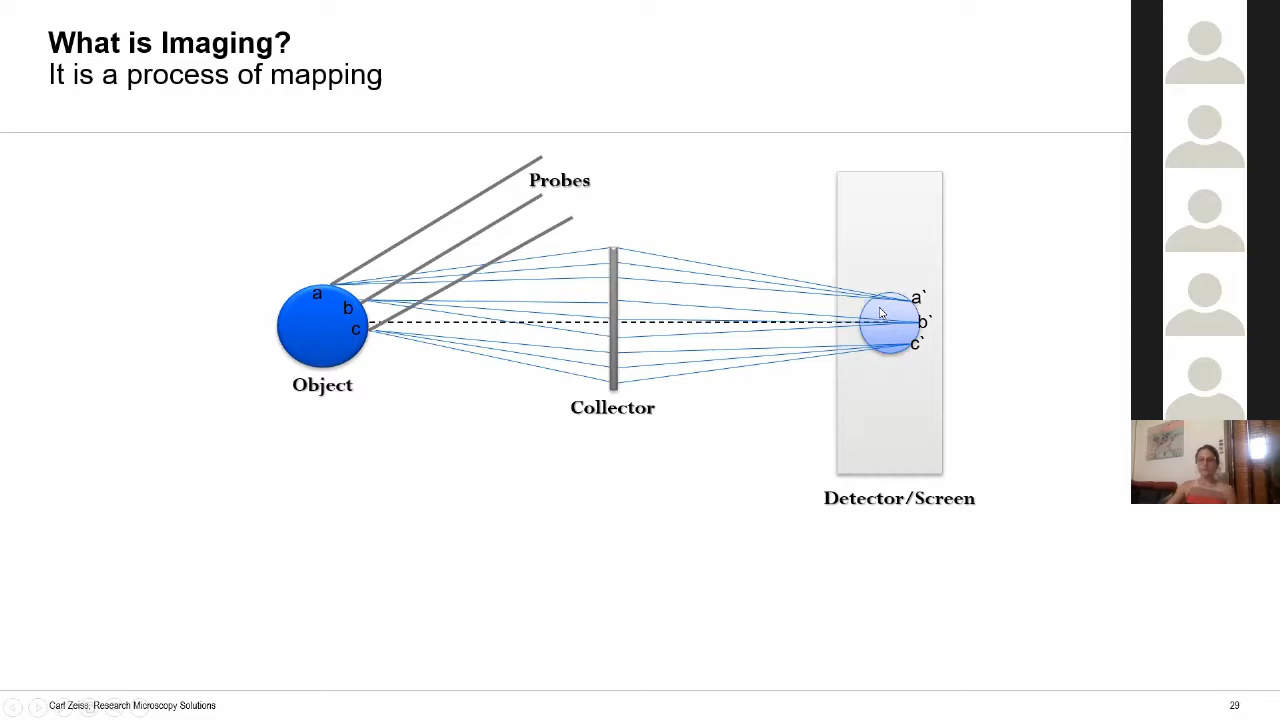 What is Imaging?
It is a process of mapping
Probes
a
b
c
a`
b`
c`
Object
Collector
Detector/Screen
Carl Zeiss, Research Microscopy Solutions
29